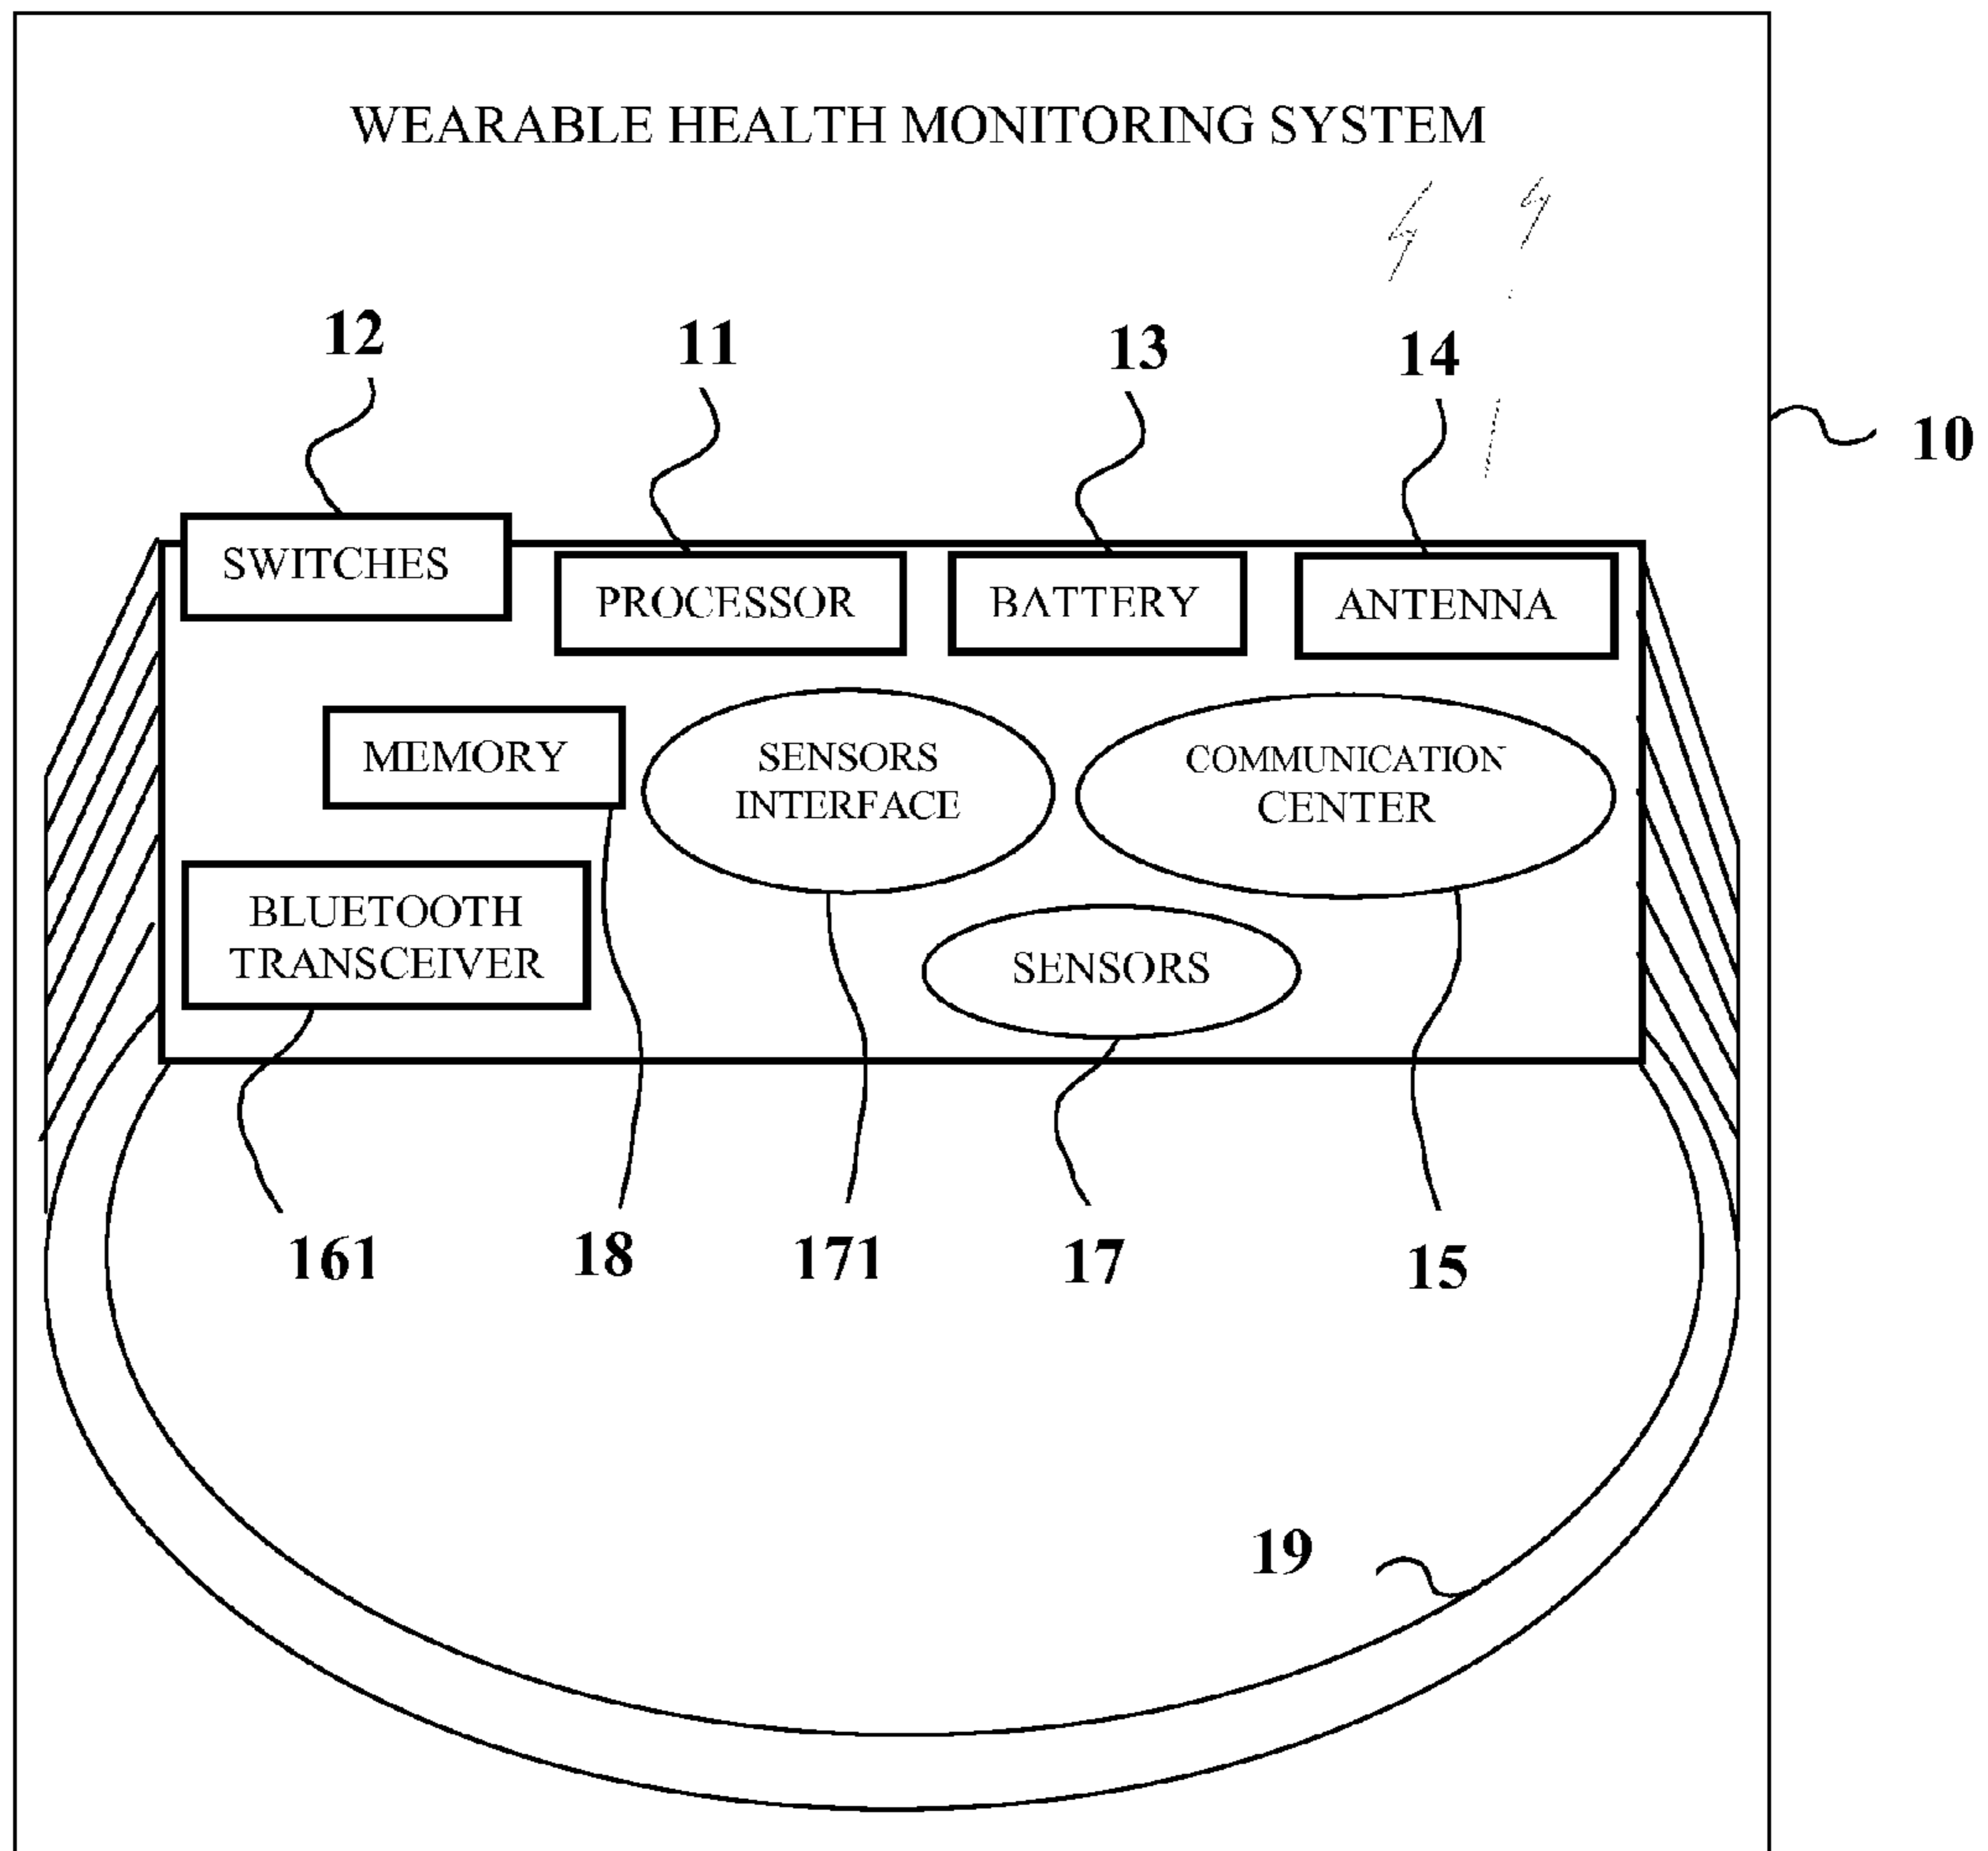 WEARABLE HEALTH MONITORING SYSTEM
12
11
13
14
10
SWITCHES
PROCESSOR
BATTERY
ANTENNA
MEMORY
SENSORS
INTERFACE
COMMUNICATION
CENTER
BLUETOOTH
TRANSCEIVER
SENSORS
161
18
171
17
15
19